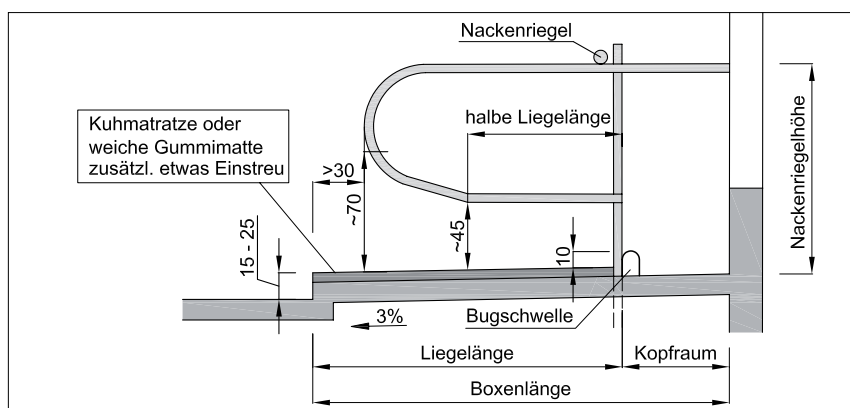 Nackenriegel
halbe Liegelänge
Kuhmatratze oder
weiche Gummimatte
zusätzl. etwas Einstreu
>30
~70
~45
10
15 - 25
Nackenriegelhöhe
3%
Bugschwelle
Liegelänge
Kopfraum
Boxenlänge